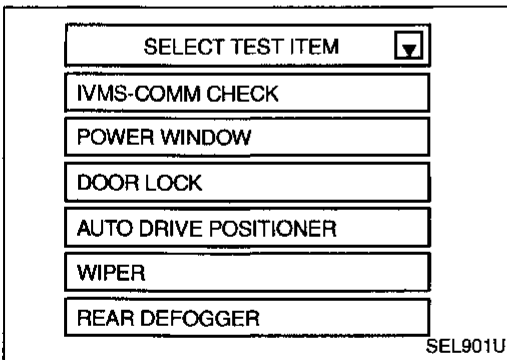 SELECT TEST ITEM
IVMS-COMM CHECK
POWER WINDOW
DOOR LOCK
AUTO DRIVE POSITIONER
WIPER
REAR DEFOGGER
SEL901U